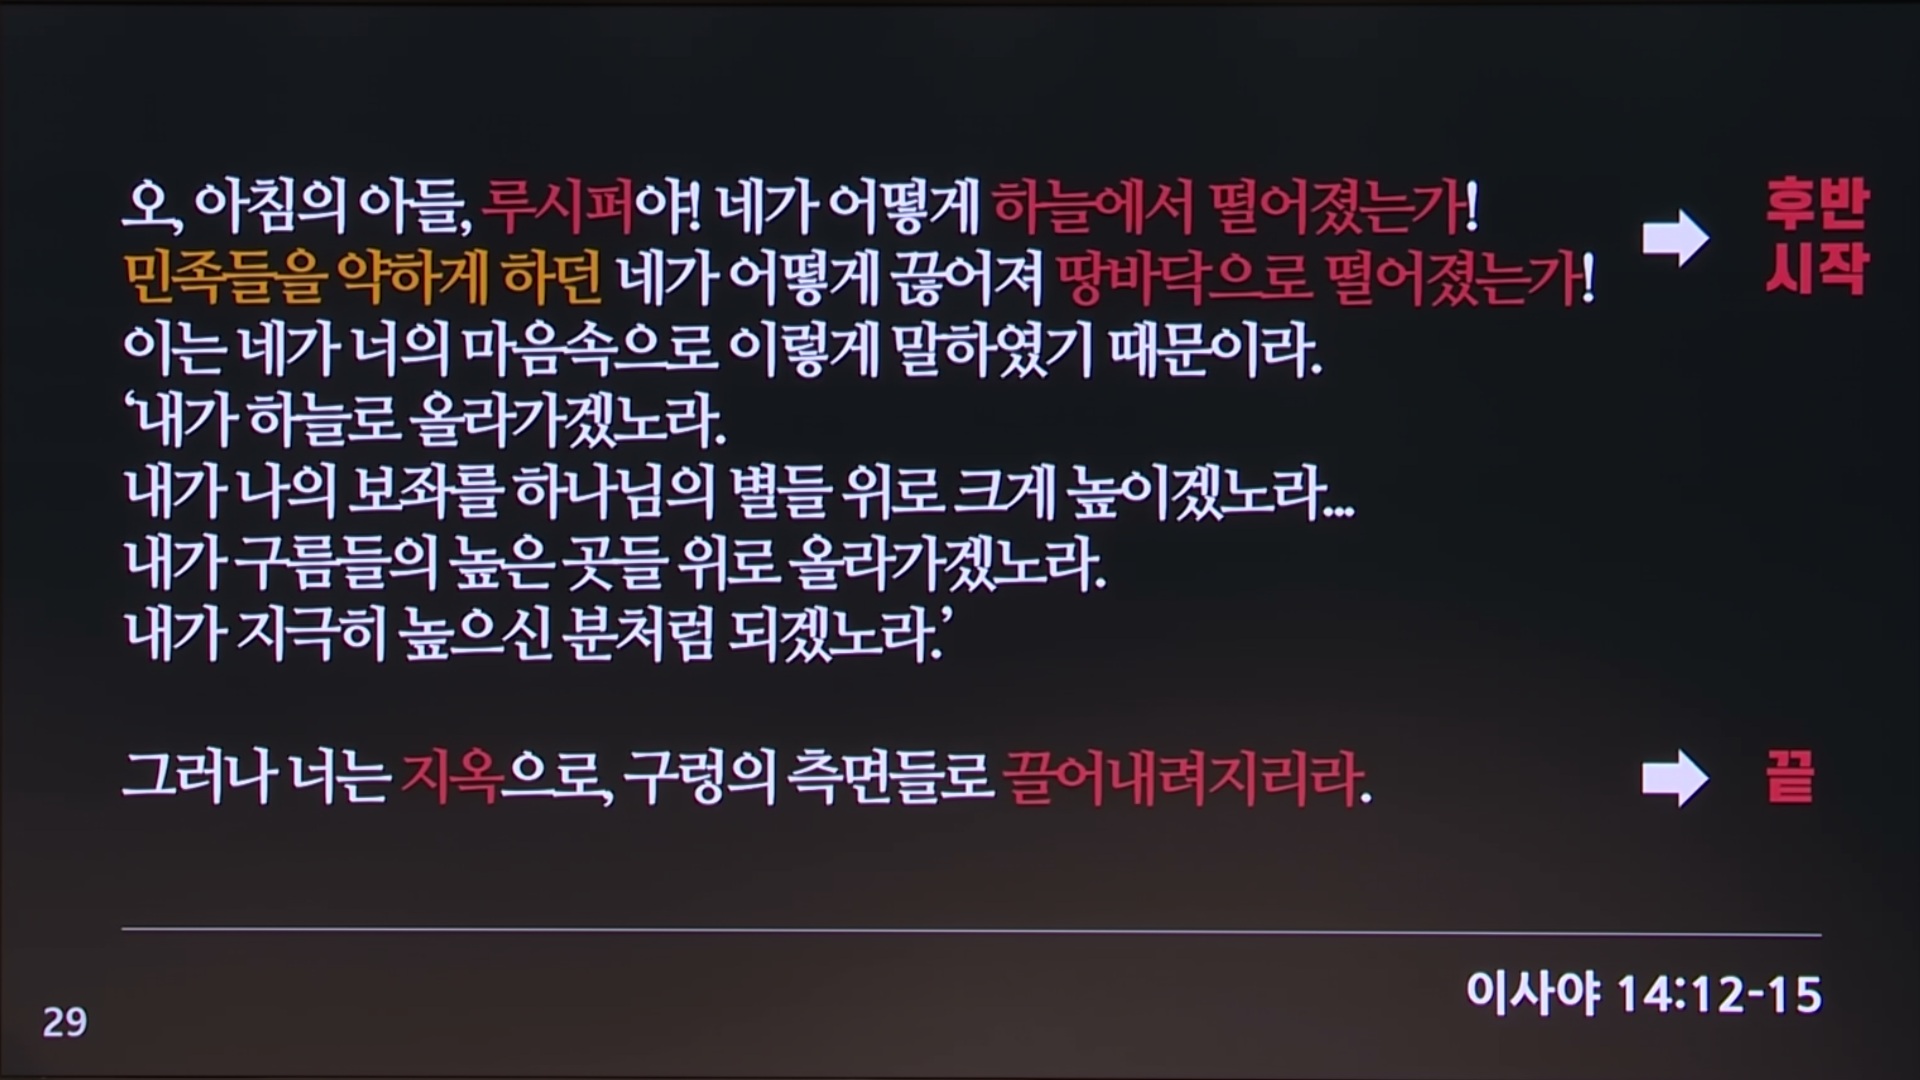 오, 아침의 아들, 루시퍼야! 네가 어떻게 하늘에서 떨어졌는가!
민족들을 약하게 하던 네가 어떻게 끊어져 땅바닥으로 떨어졌는가!
후반
시작
이는 네가 너의 마음속으로 이렇게 말하였기 때문이라.
‘내가 하늘로 올라가겠노라.
내가 나의 보좌를 하나님의 별들 위로 크게 높이겠노라...
내가 구름들의 높은 곳들 위로 올라가겠노라.
내가 지극히 높으신 분처럼 되겠노라.’
그러나 너는 지옥으로, 구렁의 측면들로 끌어내려지리라.
끝
이사야 14:12-15
29